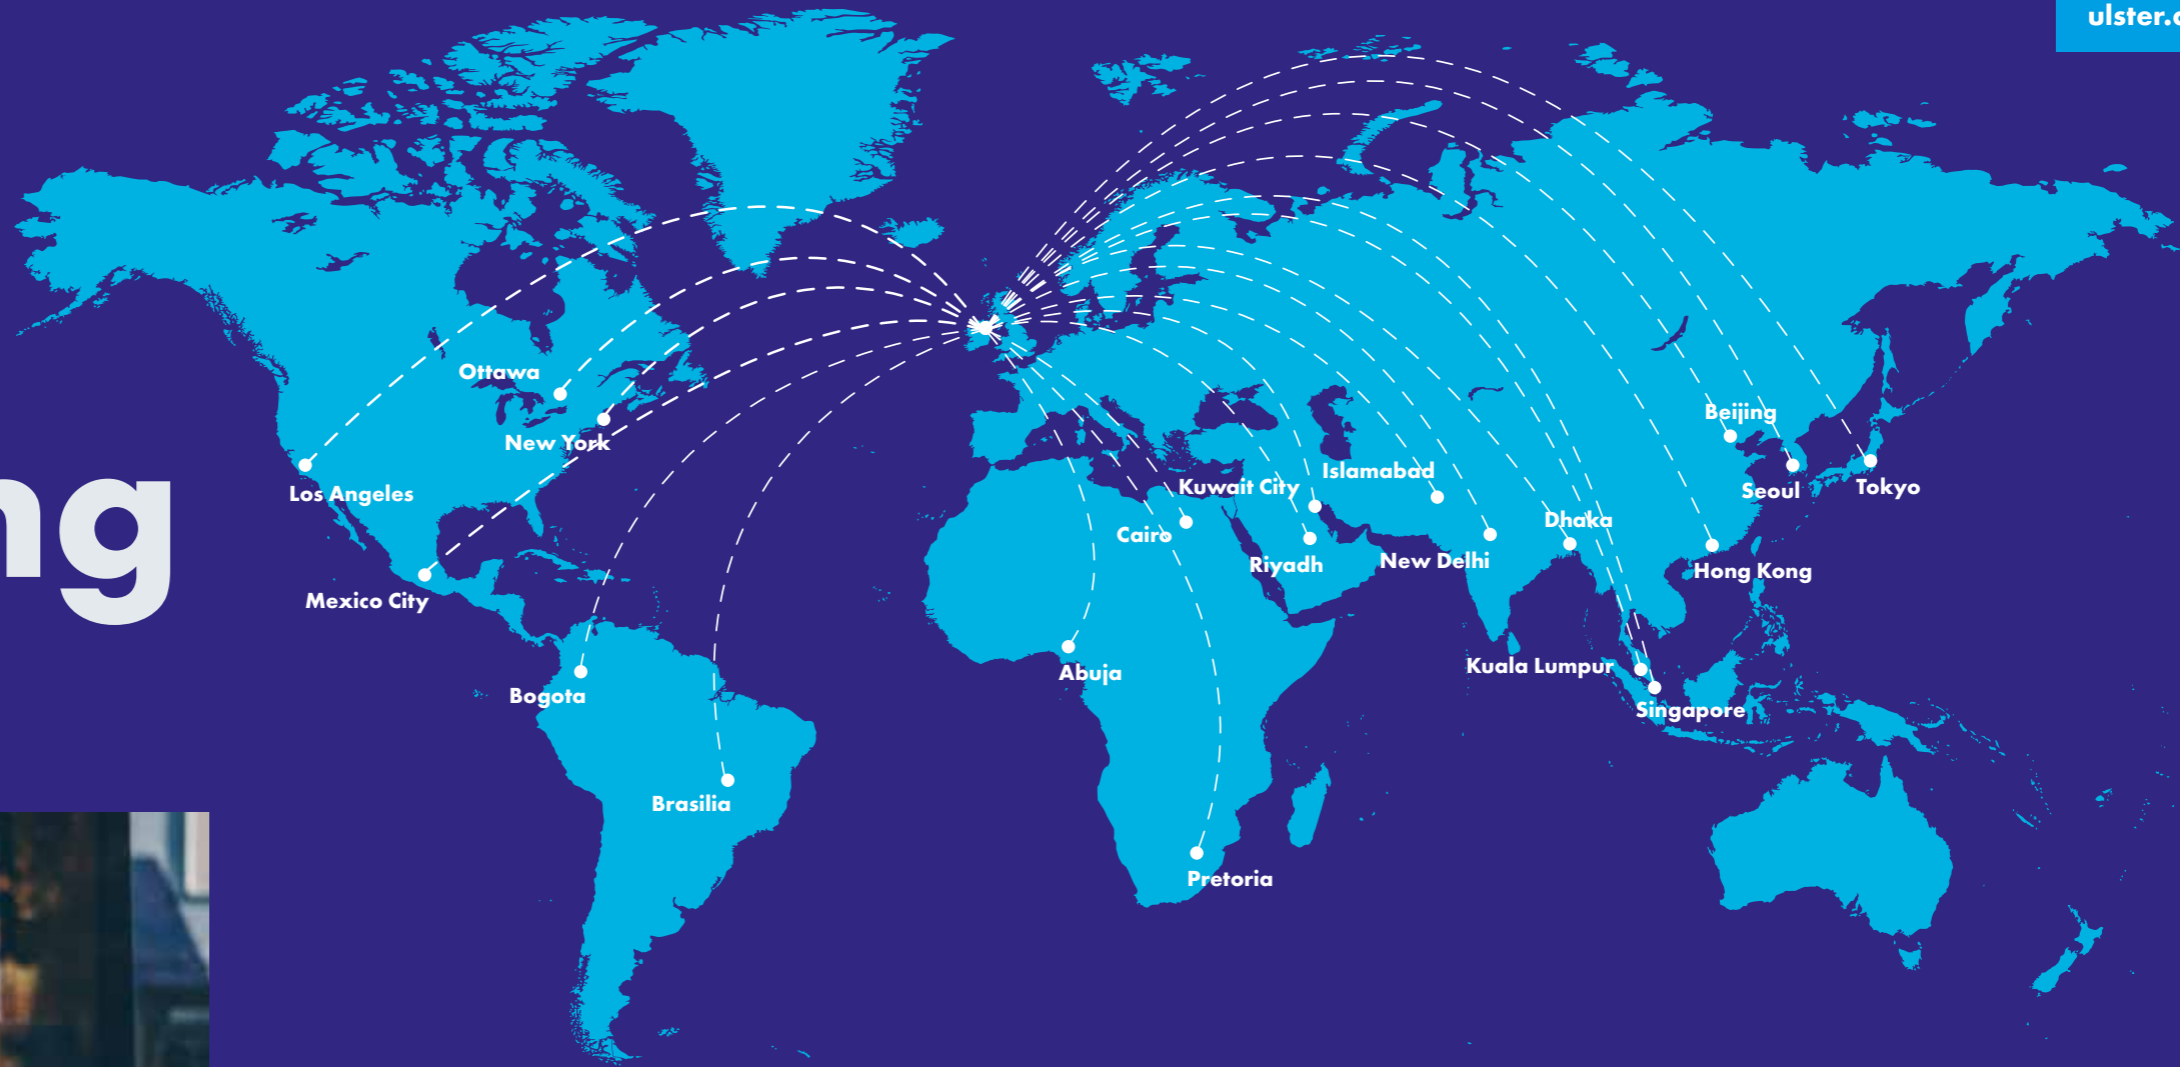 ulster.
Ottawa
New York
Los Angeles
Mexico City
Bogota
Brasilia
Beijing
Seoul
Tokyo
Islamabad
Kuwait City
Cairo
Riyadh
New Delhi
Dhaka
Hong Kong
Abuja
Kuala Lumpur
Singapore
Pretoria
ng